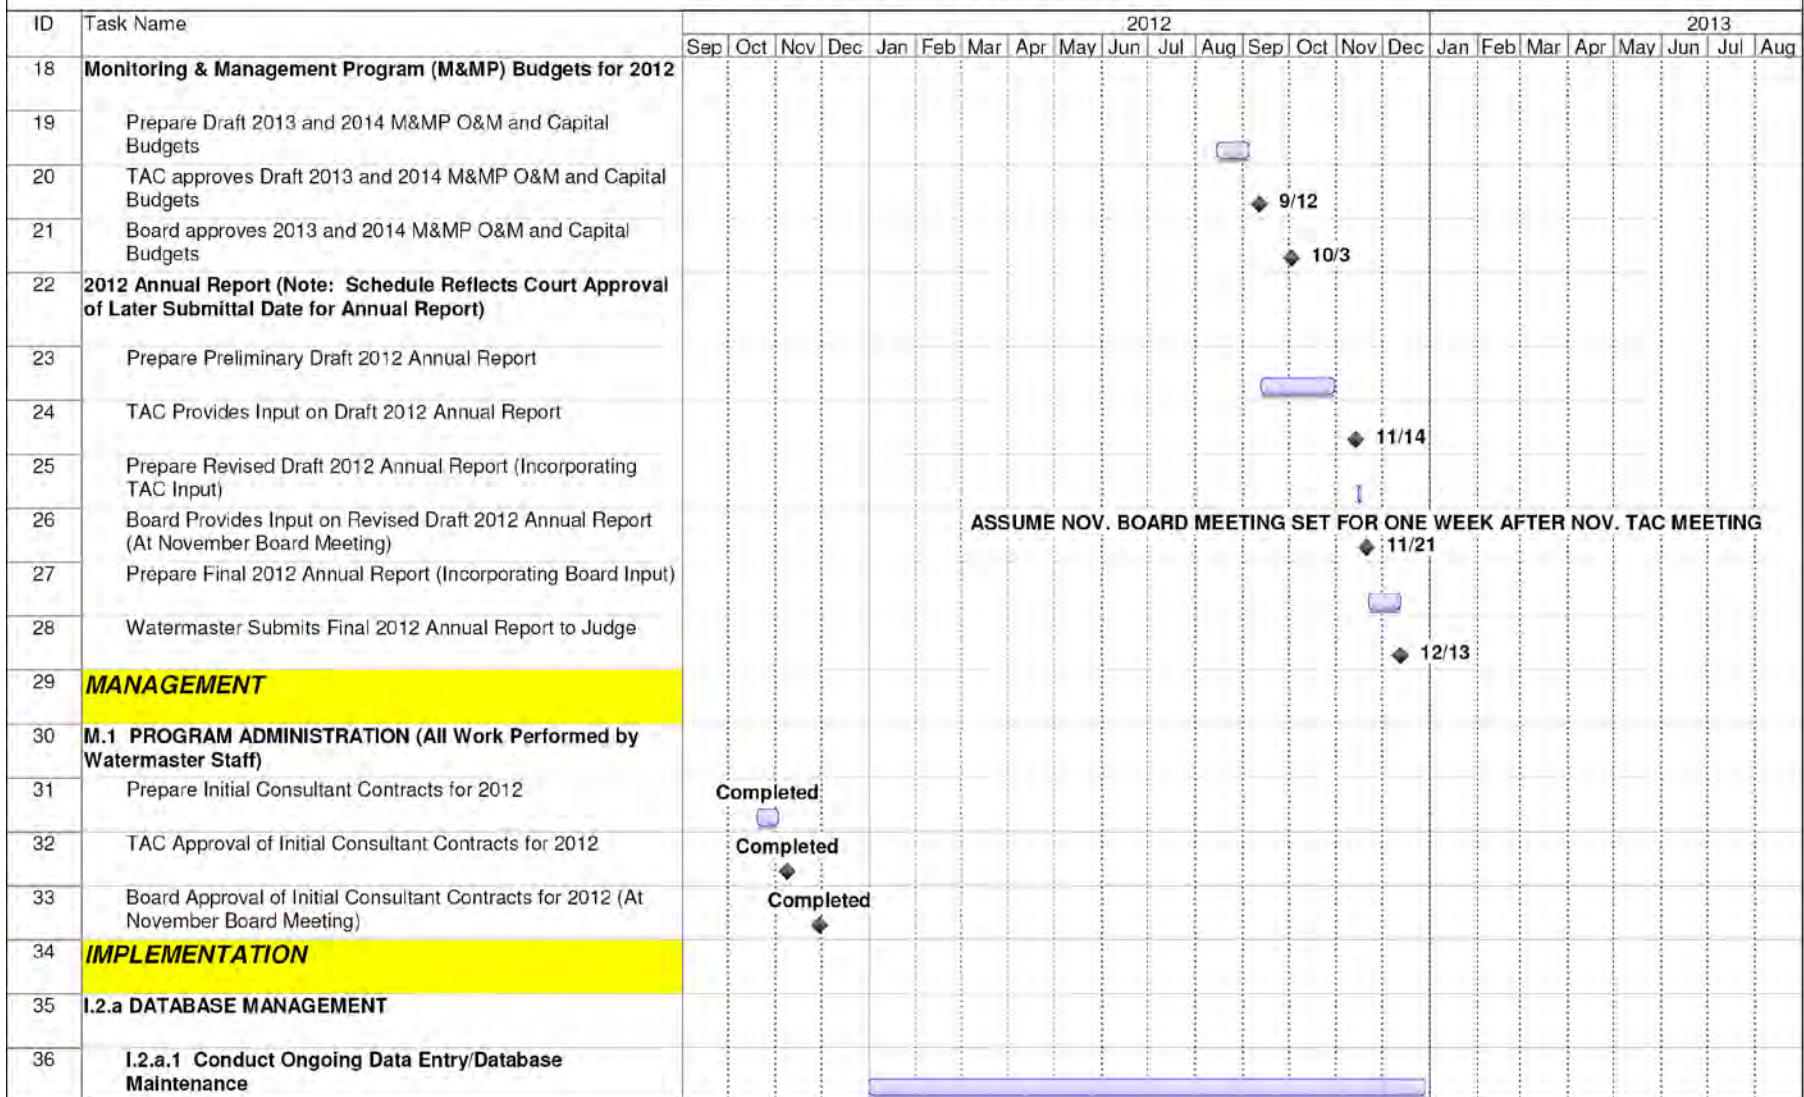 ID Task Name 2012 2013
Sep Oct Nov Dec Jan Feb Mar Apr May Jun Jul Aug Sep Oct Nov Dec Jan Feb Mar Apr May Jun Jul Aug
18 Monitoring & Management Program (M&MP) Budgets for 2012
19 Prepare Draft 2013 and 2014 M&MP O&M and Capital
Budgets
20 TAC approves Draft 2013 and 2014 M&MP O&M and Capital
Budgets 9/12
21 Board approves 2013 and 2014 M&MP O&M and Capital
Budgets 10/3
22 2012 Annual Report (Note: Schedule Reflects Court Approval
of Later Submittal Date for Annual Report)
23 Prepare Preliminary Draft 2012 Annual Report
24 TAC Provides Input on Draft 2012 Annual Report
11/14
25 Prepare Revised Draft 2012 Annual Report (Incorporating
TAC Input)
26 Board Provides Input on Revised Draft 2012 Annual Report ASSUME NOV. BOARD MEETING SET FOR ONE WEEK AFTER NOV. TAC MEETING
(At November Board Meeting) 11/21
27 Prepare Final 2012 Annual Report (Incorporating Board Input)
28 Watermaster Submits Final 2012 Annual Report to Judge
12/13
29 MANAGEMENT
30 M.1 PROGRAM ADMINISTRATION (All Work Performed by
Watermaster Staff)
31 Prepare Initial Consultant Contracts for 2012 Completed
32 TAC Approval of Initial Consultant Contracts for 2012 Completed
33 Board Approval of Initial Consultant Contracts for 2012 (At Completed
November Board Meeting)
34 IMPLEMENTATION
35 I.2.a DATABASE MANAGEMENT
36 I.2.a.1 Conduct Ongoing Data Entry/Database
Maintenance